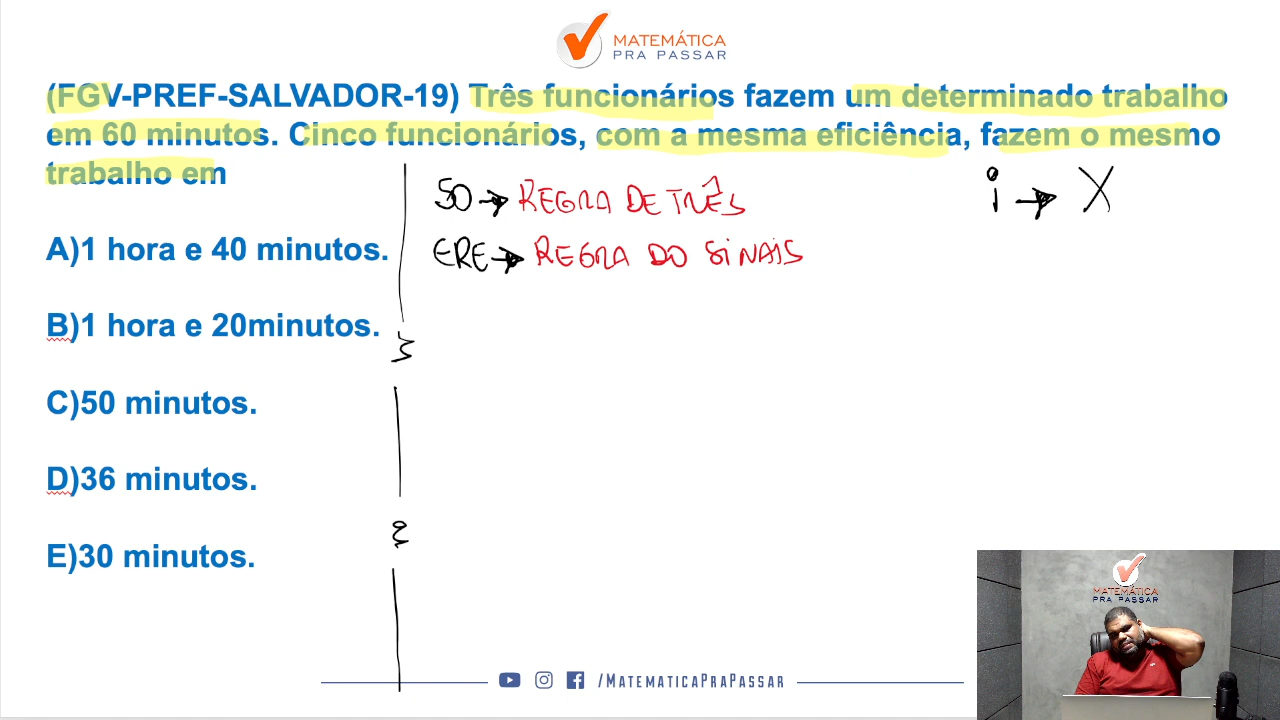 MATEMÁTICA
PRA PASSAR
(FGV-PREF-SALVADOR-19) Três funcionários fazem um determinado trabalho
em 60 minutos. Cinco funcionários, com a mesma eficiência, fazem o mesmo
trabalho em
SO → REGRA DE TRÊS
i → X
ERE → REGRA DO SiNAIS
A)1 hora e 40 minutos.
B)1 hora e 20minutos.
C)50 minutos.
D)36 minutos.
E)30 minutos.
MATEMÁTICA
PRA PASSAR
/MATEMATICAPRAPASSAR